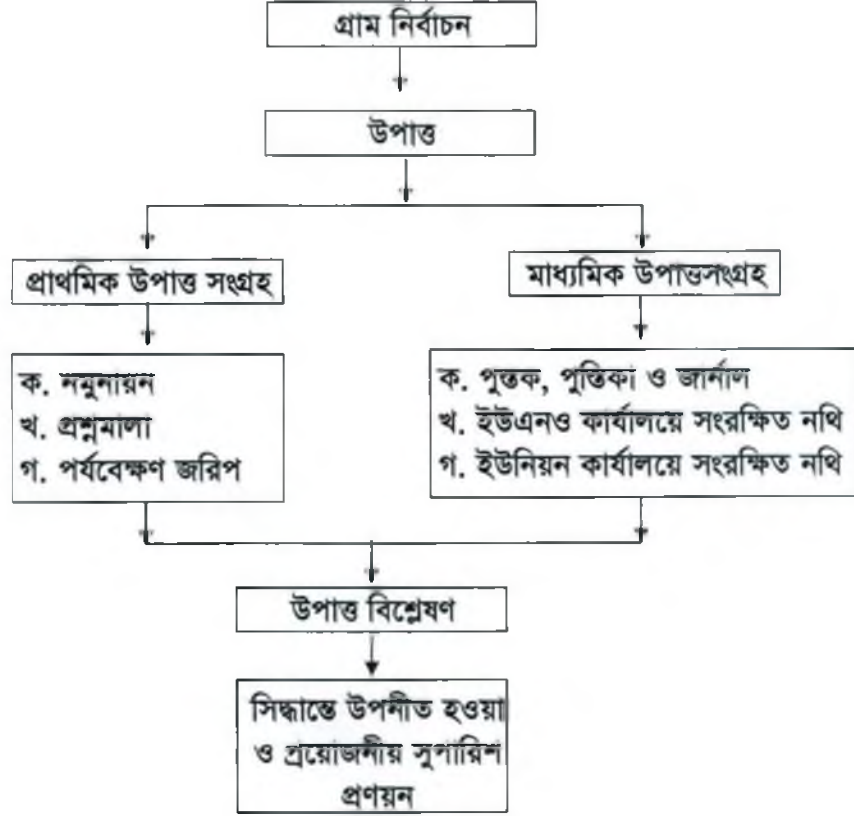 গ্রাম নির্বাচন
উপাত্ত
প্রাথমিক উপাত্ত সংগ্রহ
মাধ্যমিক উপাত্তসংগ্রহ
ক. নমুনায়ন
খ. প্রশ্নমালা
গ. পর্যবেক্ষণ জরিপ
ক. পুস্তক, পুস্তিকা ও জার্নাল
খ. ইউএনও কার্যালয়ে সংরক্ষিত নথি
গ. ইউনিয়ন কার্যালয়ে সংরক্ষিত নথি
উপাত্ত বিশ্লেষণ
সিদ্ধান্তে উপনীত হওয়া
ও প্রয়োজনীয় সুপারিশ
প্রণয়ন